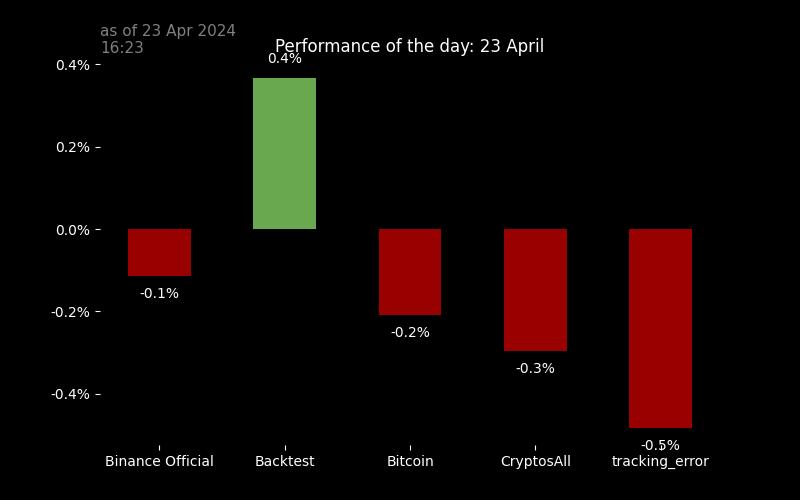 as of 23 Apr 2024
16:23
Performance of the day: 23 April
0.4%
0.2%
0.0%
-0.2%
-0.4%
0.4%
-0.1%
-0.2%
-0.3%
-0.5%
Binance Official
Backtest
Bitcoin
CryptosAll
tracking_error